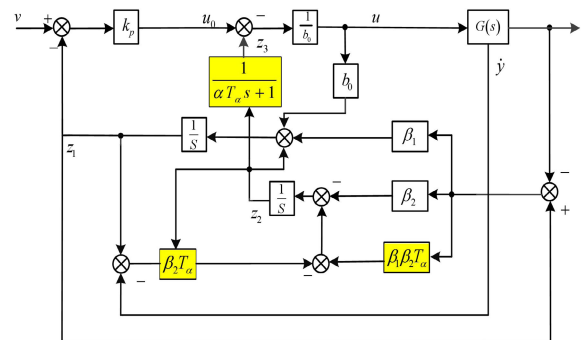 v + k_p u_0 − 1/b_0 u G(s)
− z_3 ẏ
1/(αT_α s + 1) b_0
1/S β_1
z_1 −
1/S − β_2 +
z_2
β_2T_α β_1β_2T_α
− −